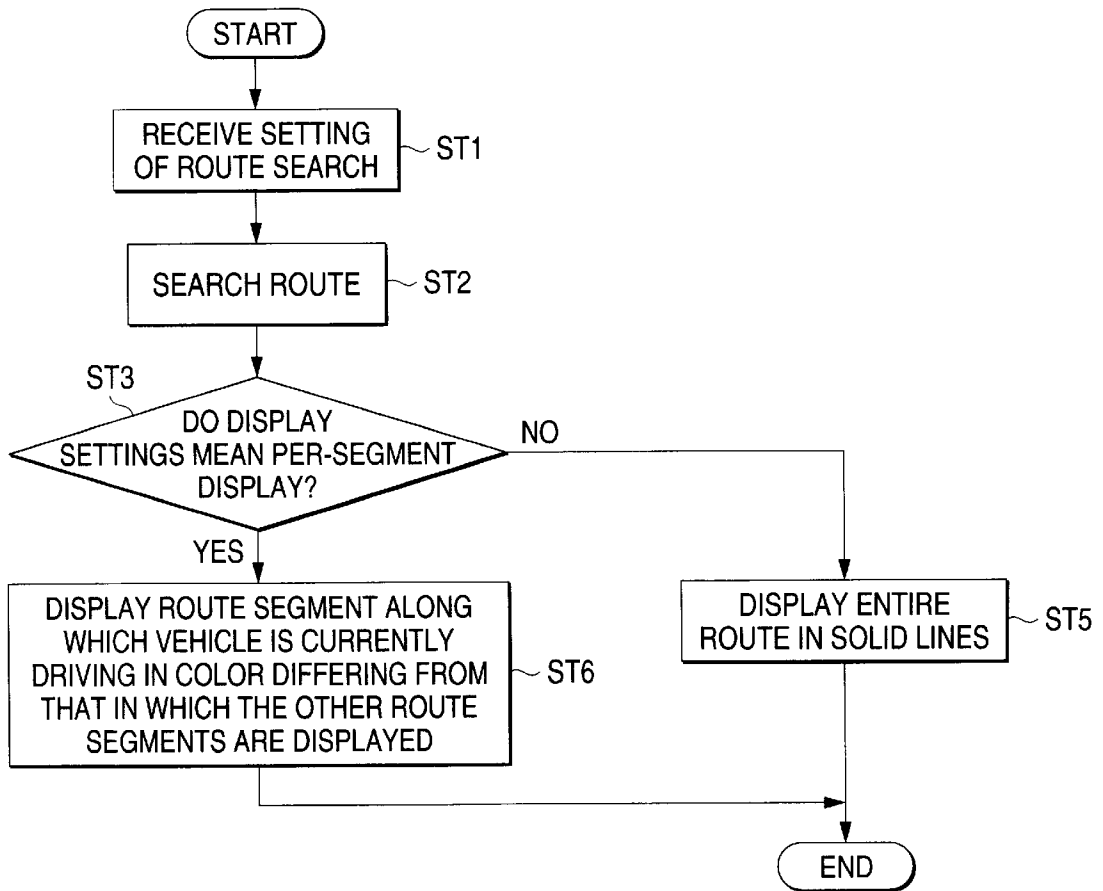 START
RECEIVE SETTING
OF ROUTE SEARCH
ST1
SEARCH ROUTE
ST2
ST3
DO DISPLAY
SETTINGS MEAN PER-SEGMENT
DISPLAY?
NO
YES
DISPLAY ROUTE SEGMENT ALONG
WHICH VEHICLE IS CURRENTLY
DRIVING IN COLOR DIFFERING FROM
THAT IN WHICH THE OTHER ROUTE
SEGMENTS ARE DISPLAYED
ST6
DISPLAY ENTIRE
ROUTE IN SOLID LINES
ST5
END